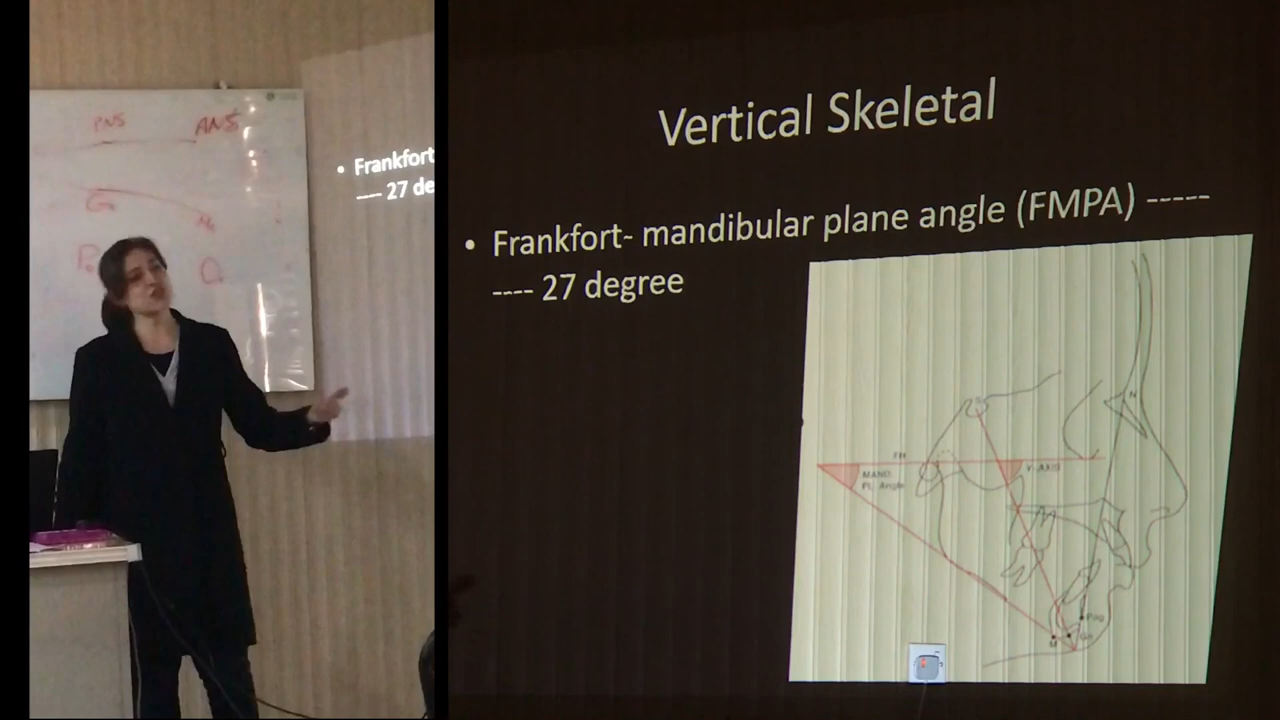 PNS ANS
Go Me
Po O
• Frankfort
---- 27 de
Vertical Skeletal
• Frankfort- mandibular plane angle (FMPA) -----
---- 27 degree
N
S
FH
MAND. Y-AXIS
PL. Angle
Pog
M Gn